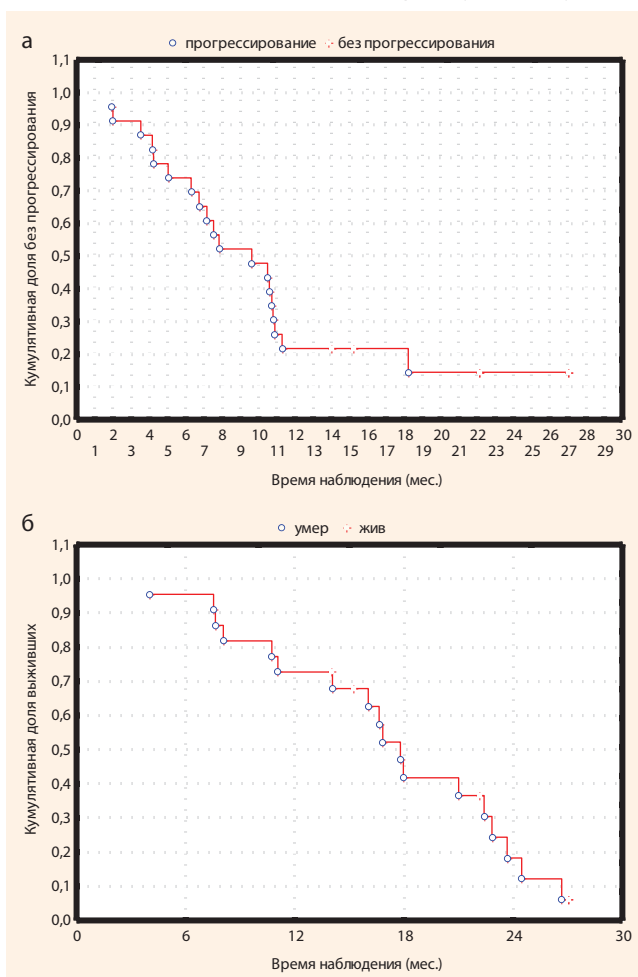 а
прогрессирование без прогрессирования
1,1
1,0
0,9
0,8
0,7
0,6
0,5
0,4
0,3
0,2
0,1
0,0
Кумулятивная доля без прогрессирования
0 2 4 6 8 10 12 14 16 18 20 22 24 26 28 30
1 3 5 7 9 11 13 15 17 19 21 23 25 27 29
Время наблюдения (мес.)
б
умер жив
1,1
1,0
0,9
0,8
0,7
0,6
0,5
0,4
0,3
0,2
0,1
0,0
Кумулятивная доля выживших
0 6 12 18 24 30
Время наблюдения (мес.)